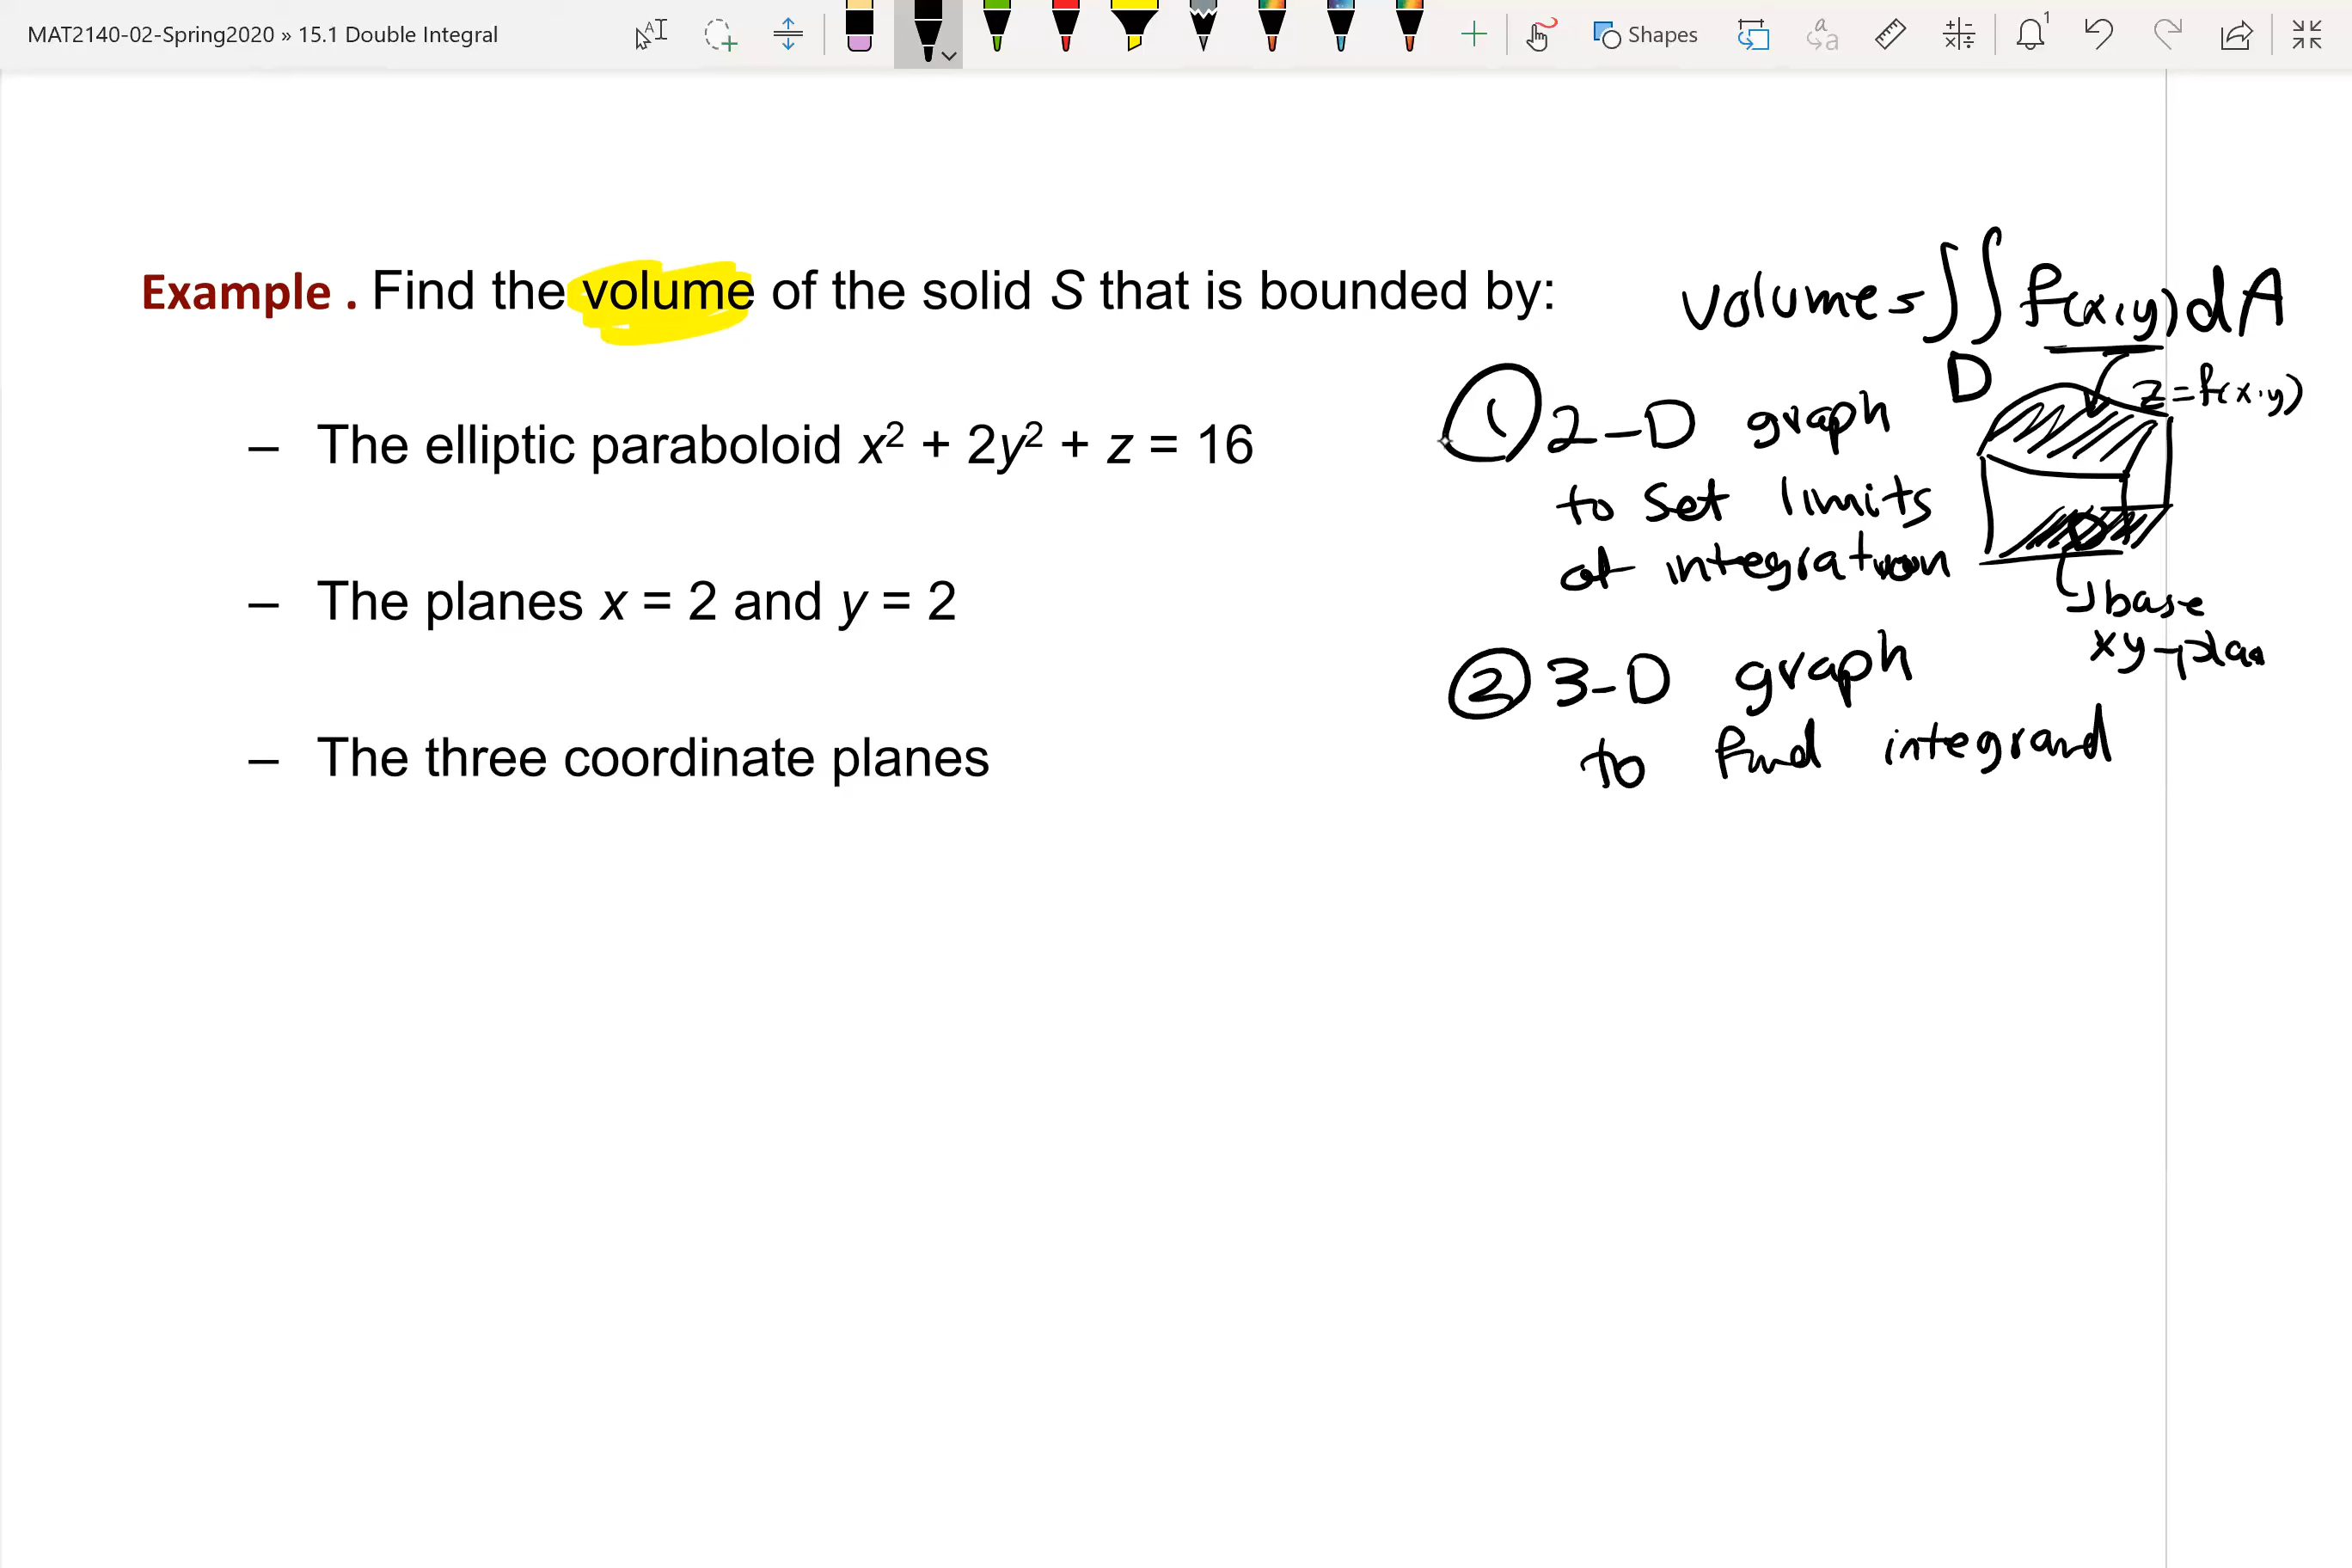 MAT2140-02-Spring2020 » 15.1 Double Integral
Shapes
1
Example . Find the volume of the solid S that is bounded by:
– The elliptic paraboloid x² + 2y² + z = 16
– The planes x = 2 and y = 2
– The three coordinate planes
volume = ∬ f(x,y) dA
D
z = f(x,y)
① 2-D graph
to set limits
of integration
D
base
xy-plan
② 3-D graph
to find integrand